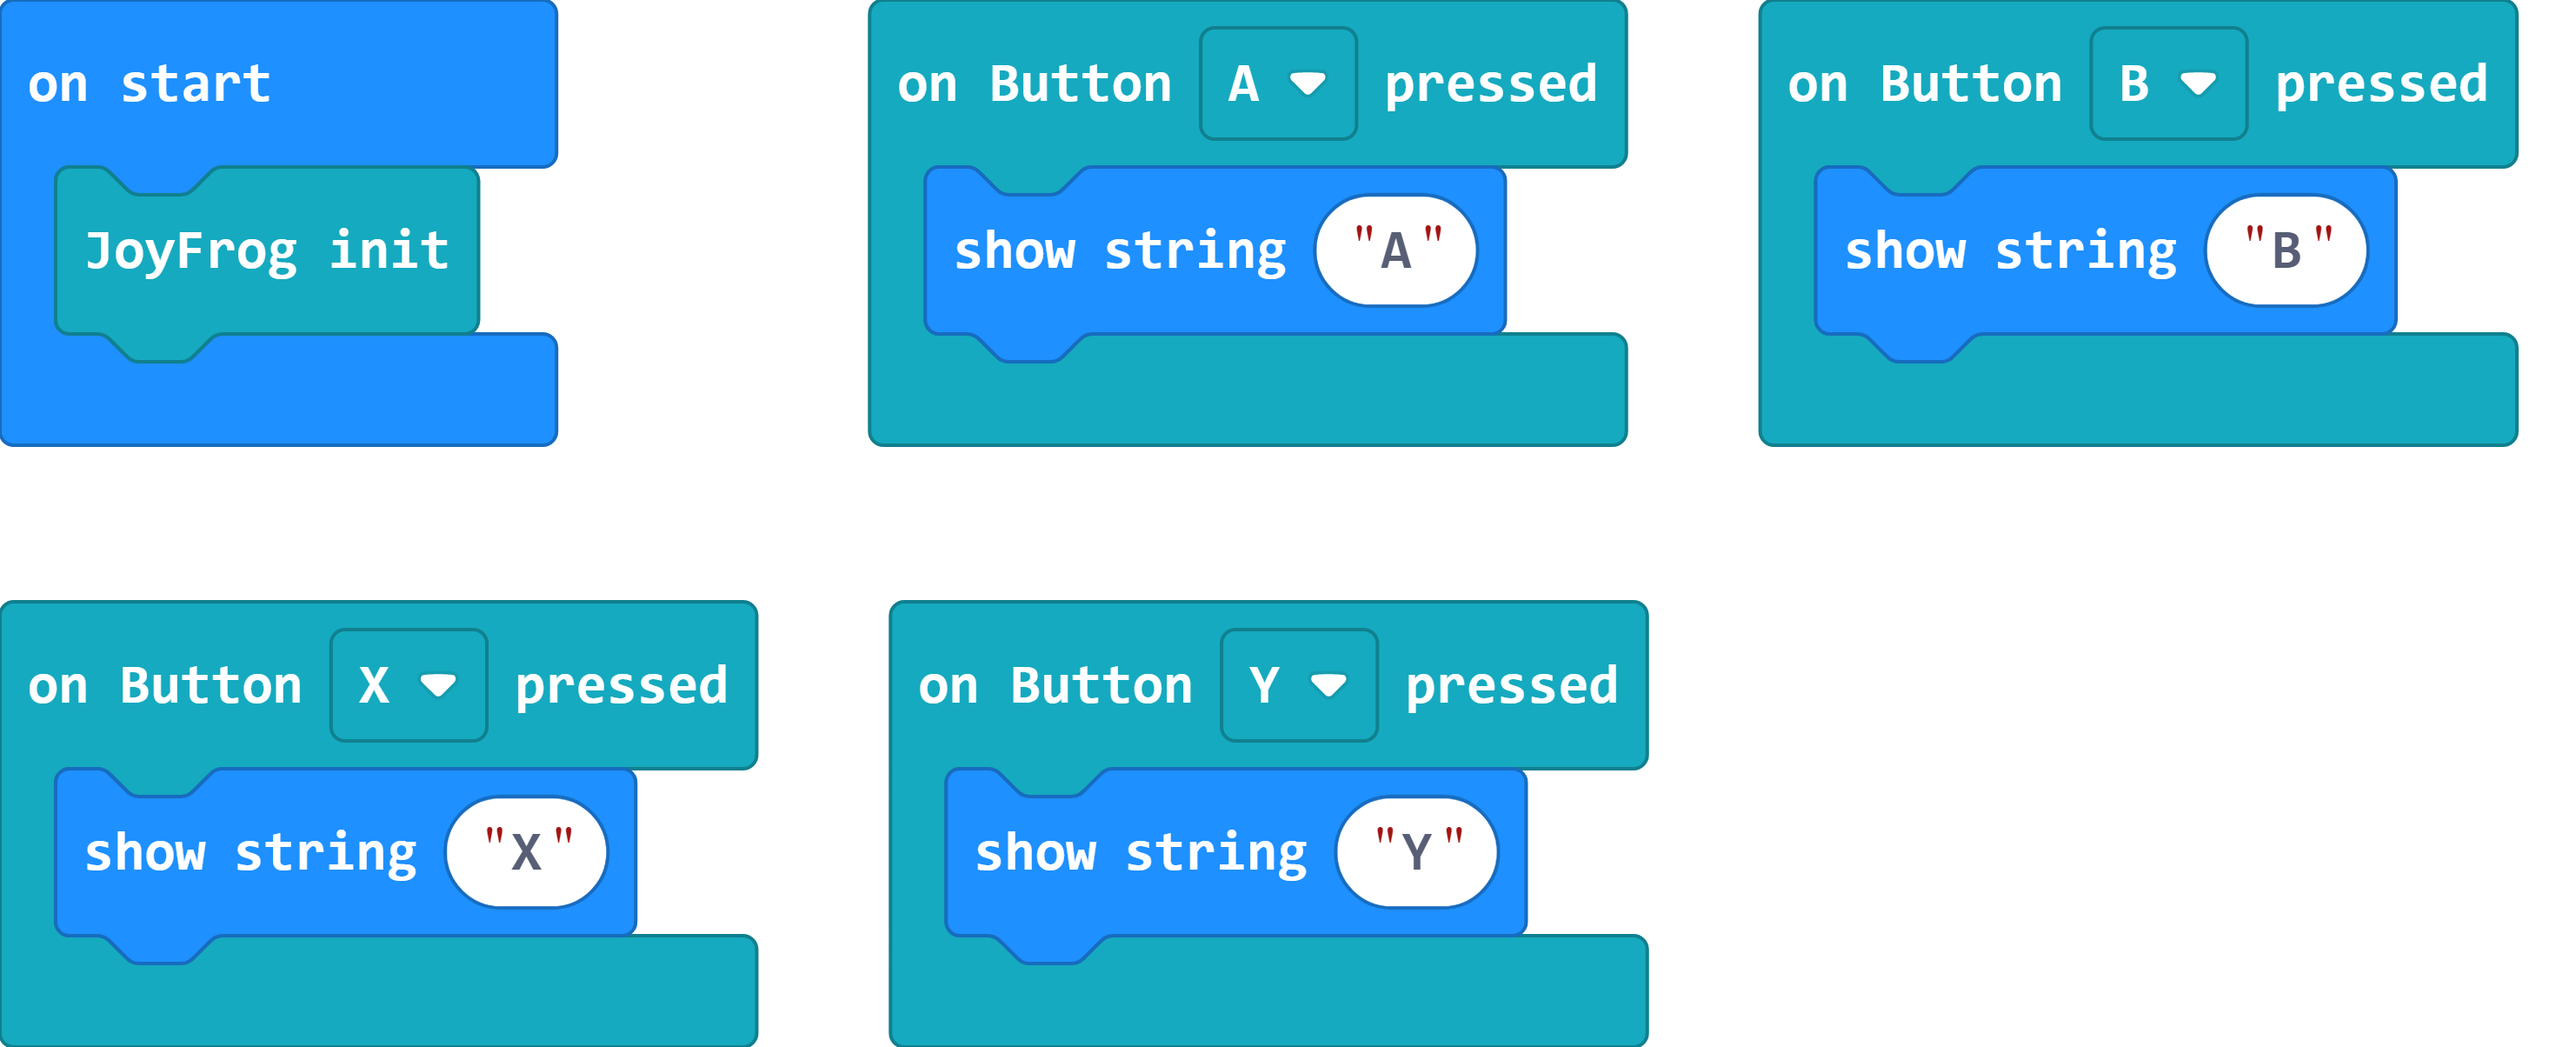 on start
JoyFrog init
on Button A pressed
show string "A"
on Button B pressed
show string "B"
on Button X pressed
show string "X"
on Button Y pressed
show string "Y"